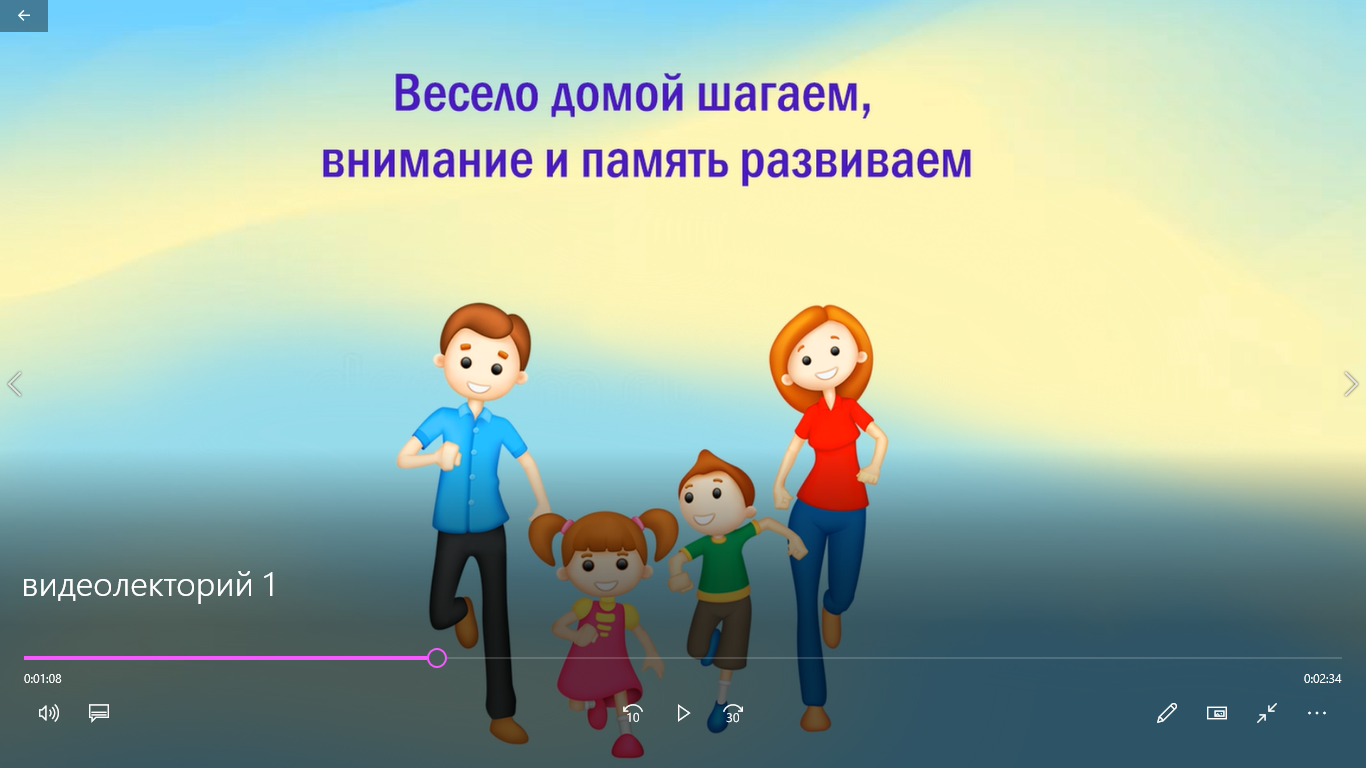 Весело домой шагаем,
внимание и память развиваем
видеолекторий 1
0:01:08
0:02:34
10
30